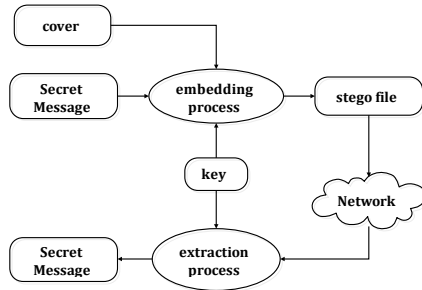 cover
Secret
Message
embedding
process
stego file
key
Network
Secret
Message
extraction
process